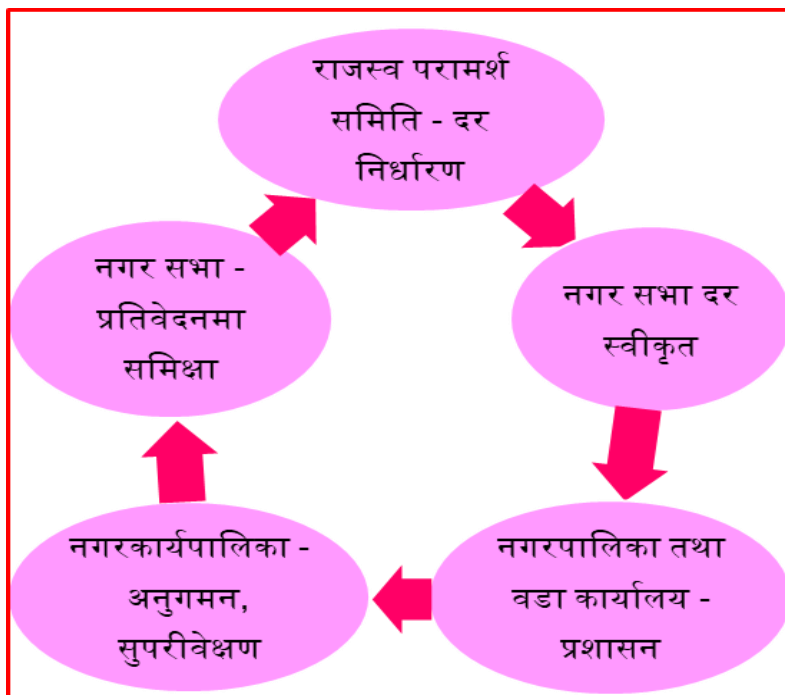 राजस्व परामर्श
समिति - दर
निर्धारण
नगर सभा दर
स्वीकृत
नगरपालिका तथा
वडा कार्यालय -
प्रशासन
नगरकार्यपालिका -
अनुगमन,
सुपरीवेक्षण
नगर सभा -
प्रतिवेदनमा
समिक्षा